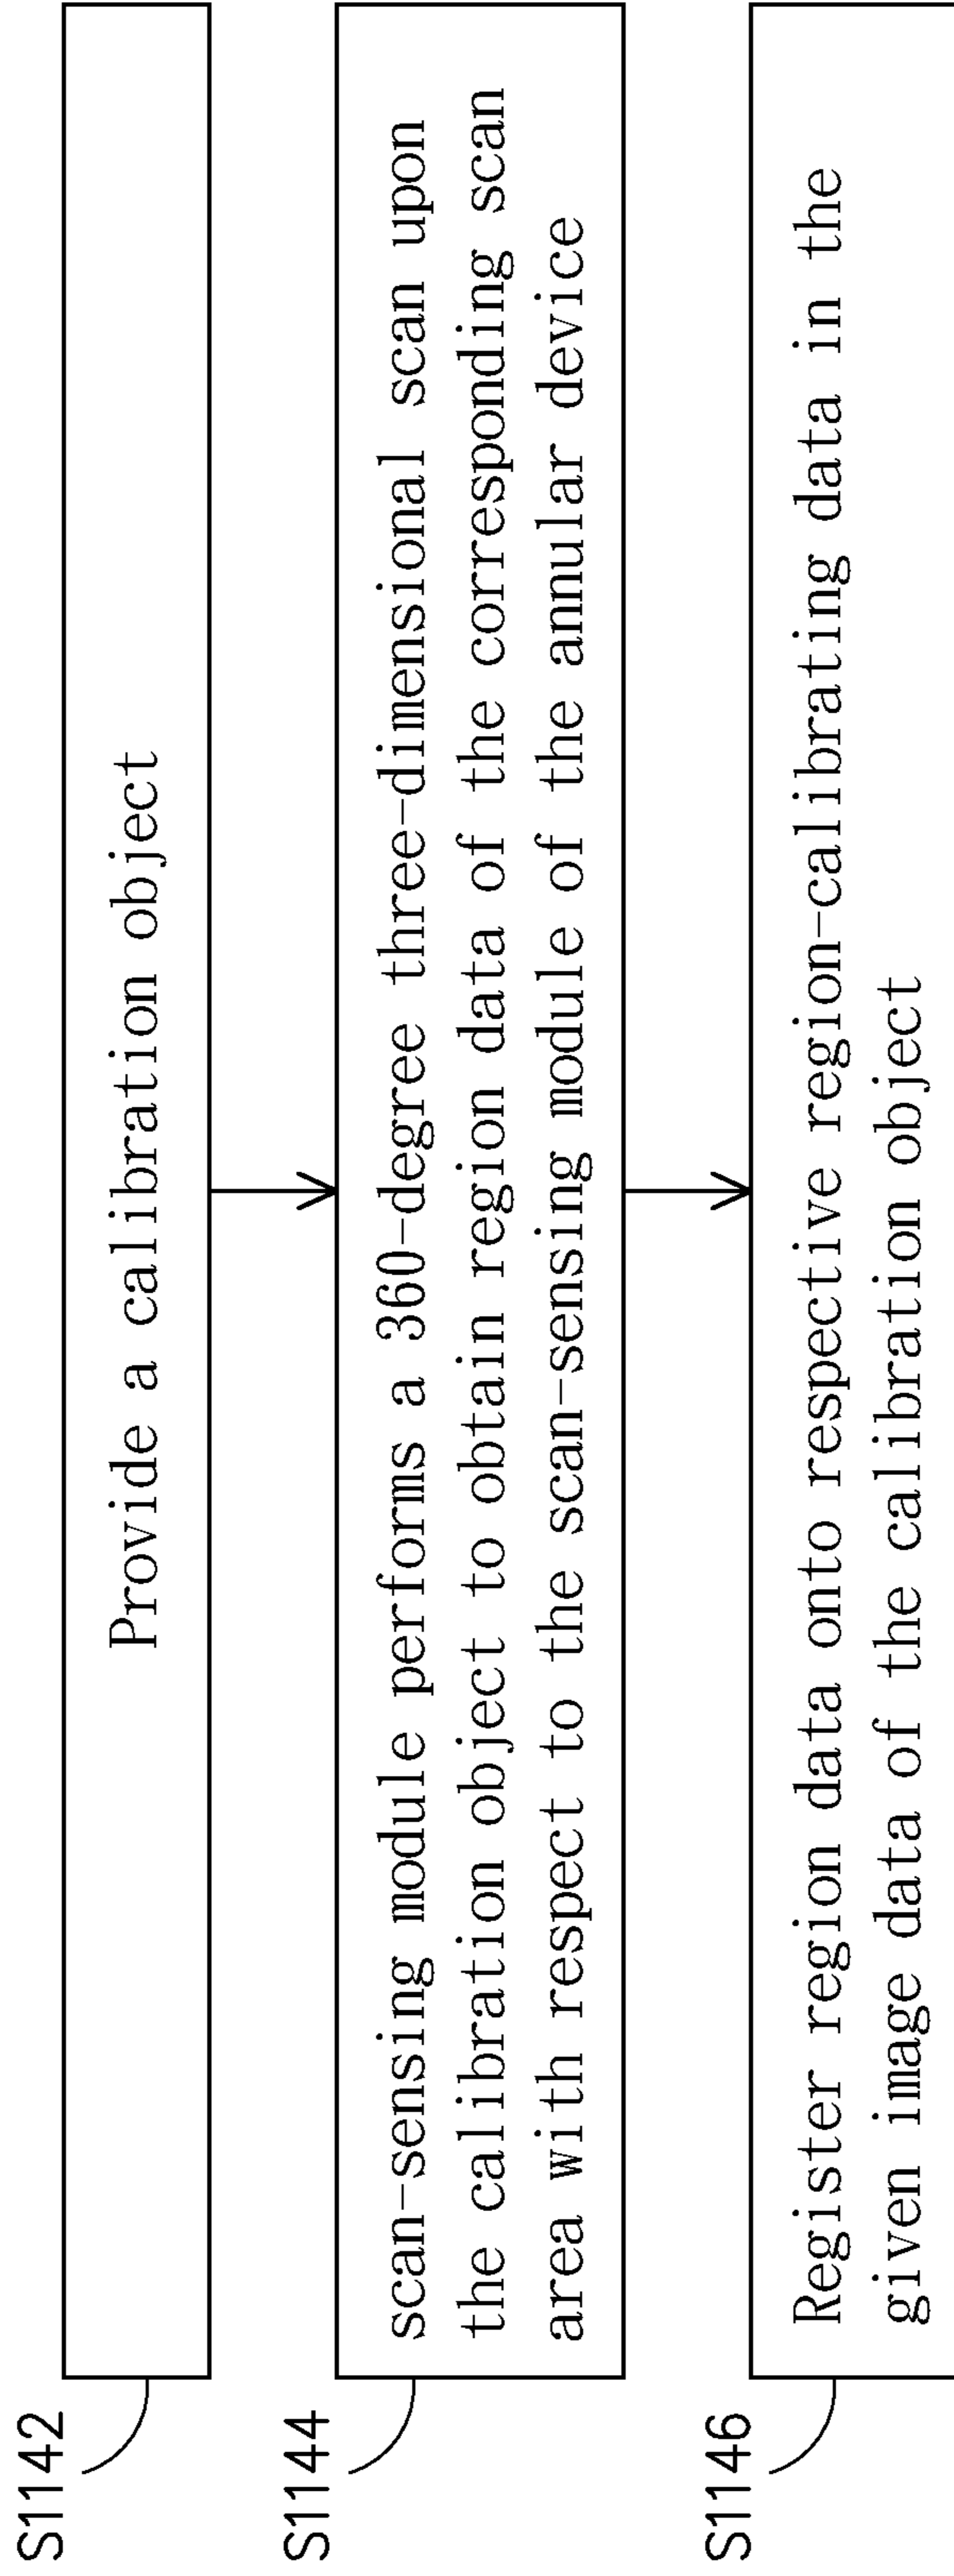 S1142
Provide a calibration object
S1144
scan-sensing module performs a 360-degree three-dimensional scan upon
the calibration object to obtain region data of the corresponding scan
area with respect to the scan-sensing module of the annular device
S1146
Register region data onto respective region-calibrating data in the
given image data of the calibration object